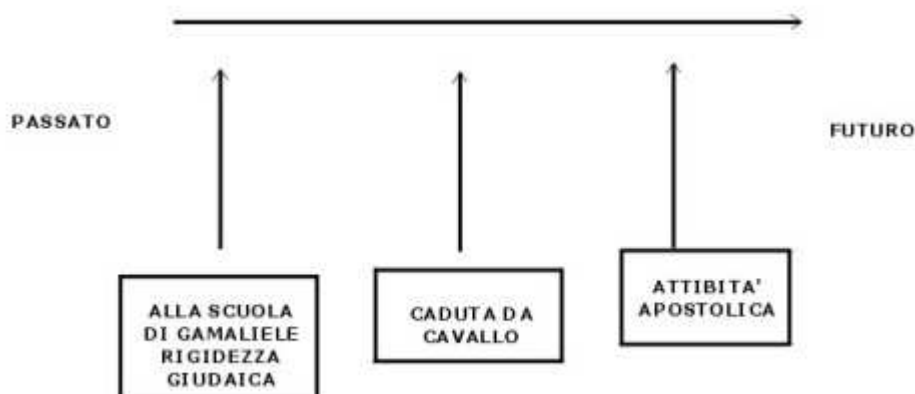 PASSATO
FUTURO
ALLA SCUOLA
DI GAMALIELE
RIGIDEZZA
GIUDAICA
CADUTA DA
CAVALLO
ATTIBITA'
APOSTOLICA